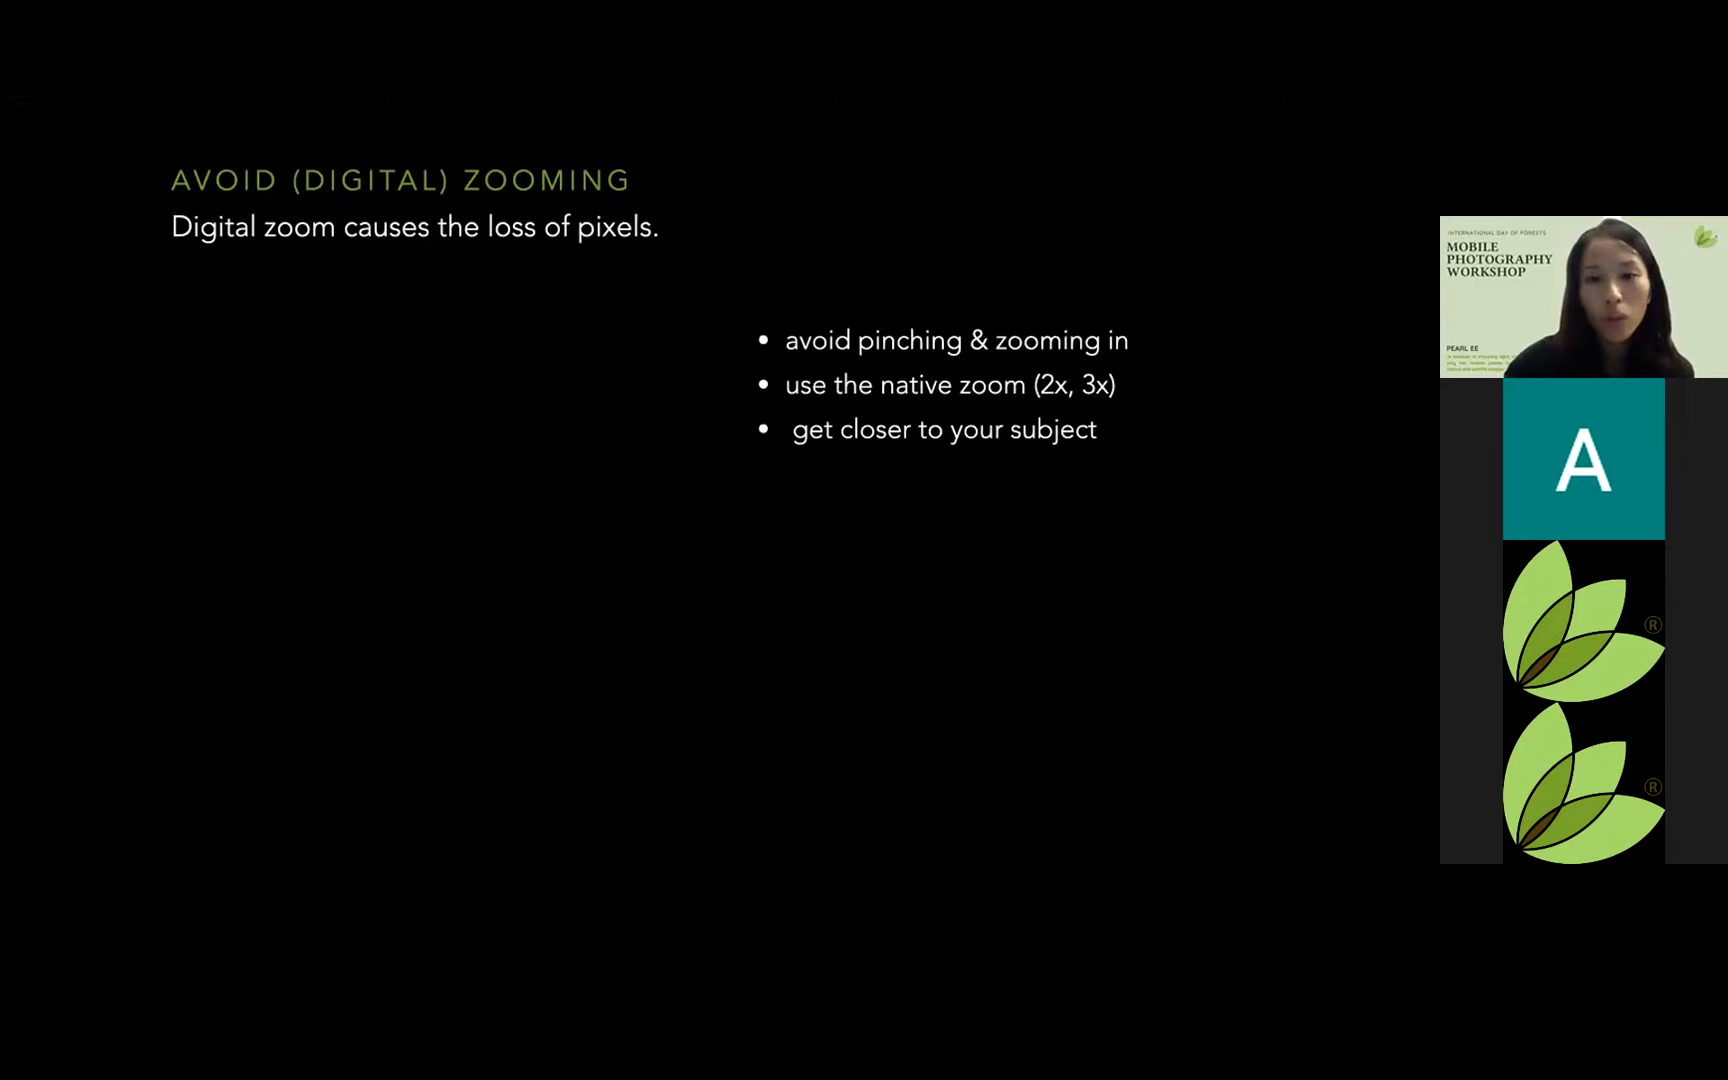 AVOID (DIGITAL) ZOOMING
Digital zoom causes the loss of pixels.
• avoid pinching & zooming in
• use the native zoom (2x, 3x)
• get closer to your subject
INTERNATIONAL DAY OF FORESTS
MOBILE
PHOTOGRAPHY
WORKSHOP
PEARL EE
A
®
®